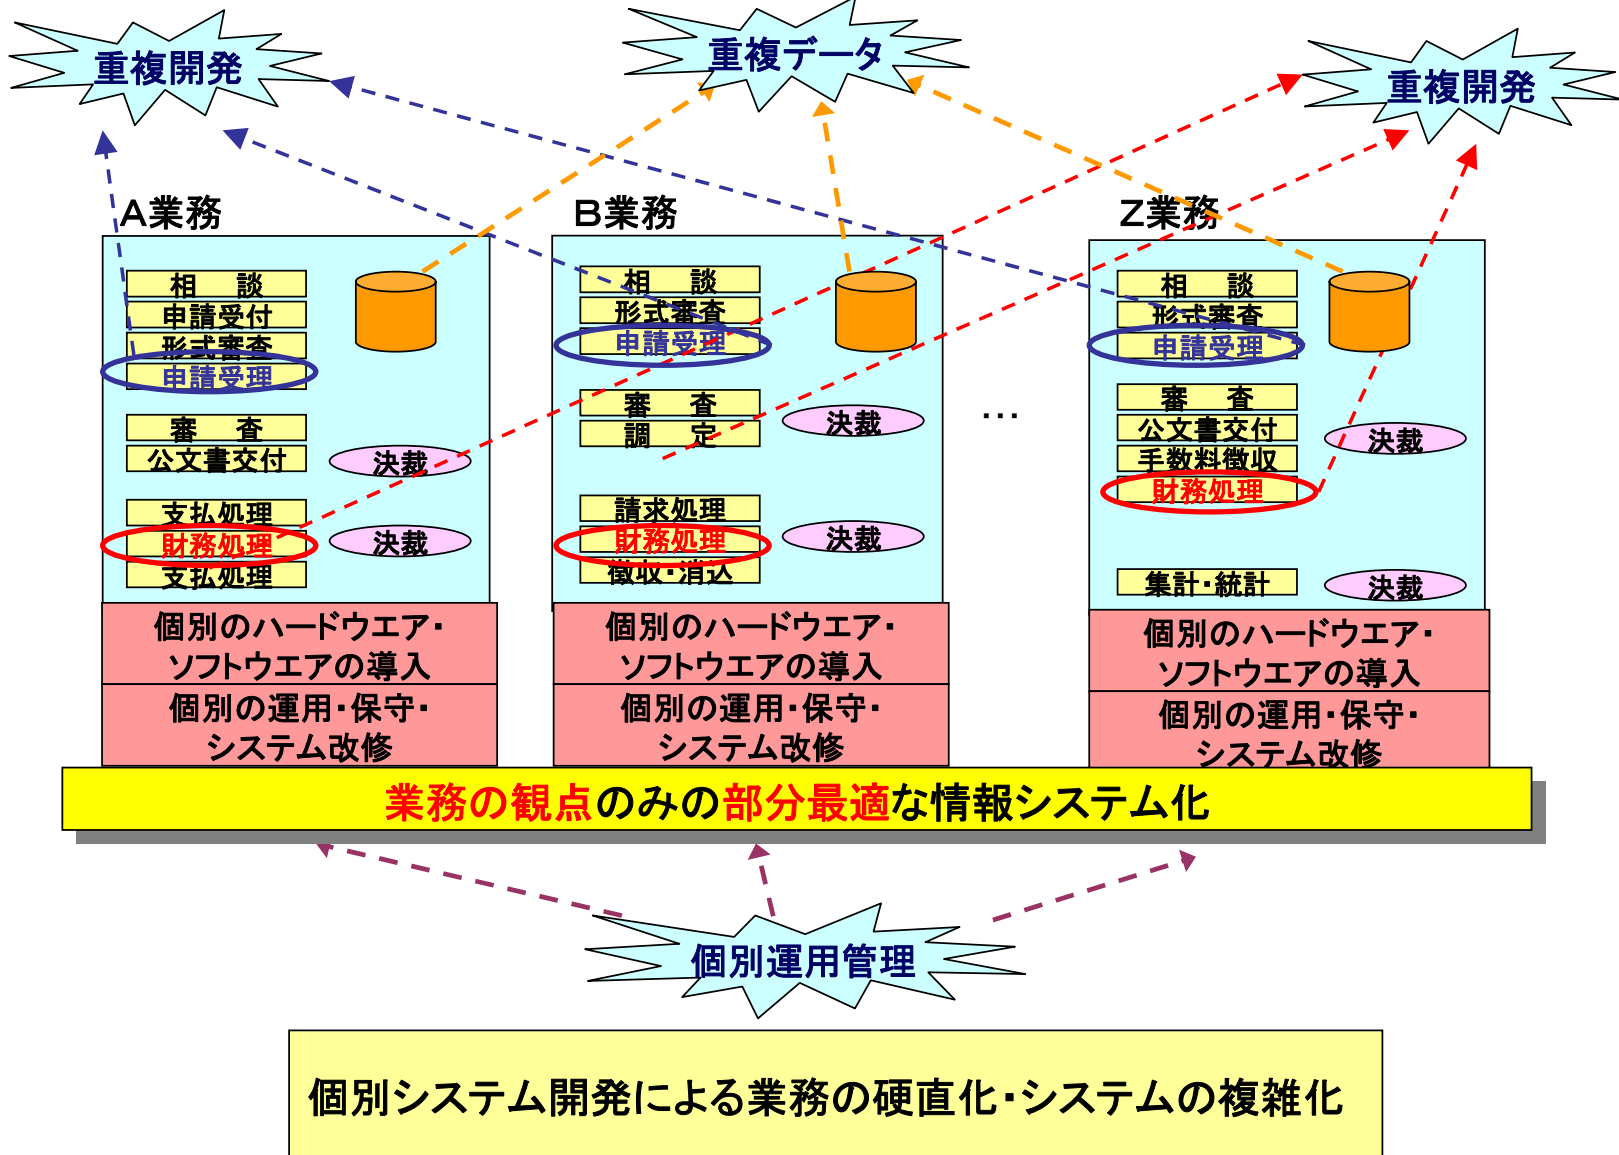 重複開発
重複データ
重複開発
A業務
相　談
申請受付
形式審査
申請受理
審　査
公文書交付
決裁
支払処理
財務処理
決裁
支払処理
個別のハードウエア・
ソフトウエアの導入
個別の運用・保守・
システム改修
B業務
相　談
形式審査
申請受理
審　査
調　定
決裁
請求処理
財務処理
決裁
徴収・消込
個別のハードウエア・
ソフトウエアの導入
個別の運用・保守・
システム改修
…
Z業務
相　談
形式審査
申請受理
審　査
公文書交付
手数料徴収
財務処理
決裁
集計・統計
決裁
個別のハードウエア・
ソフトウエアの導入
個別の運用・保守・
システム改修
業務の観点のみの部分最適な情報システム化
個別運用管理
個別システム開発による業務の硬直化・システムの複雑化